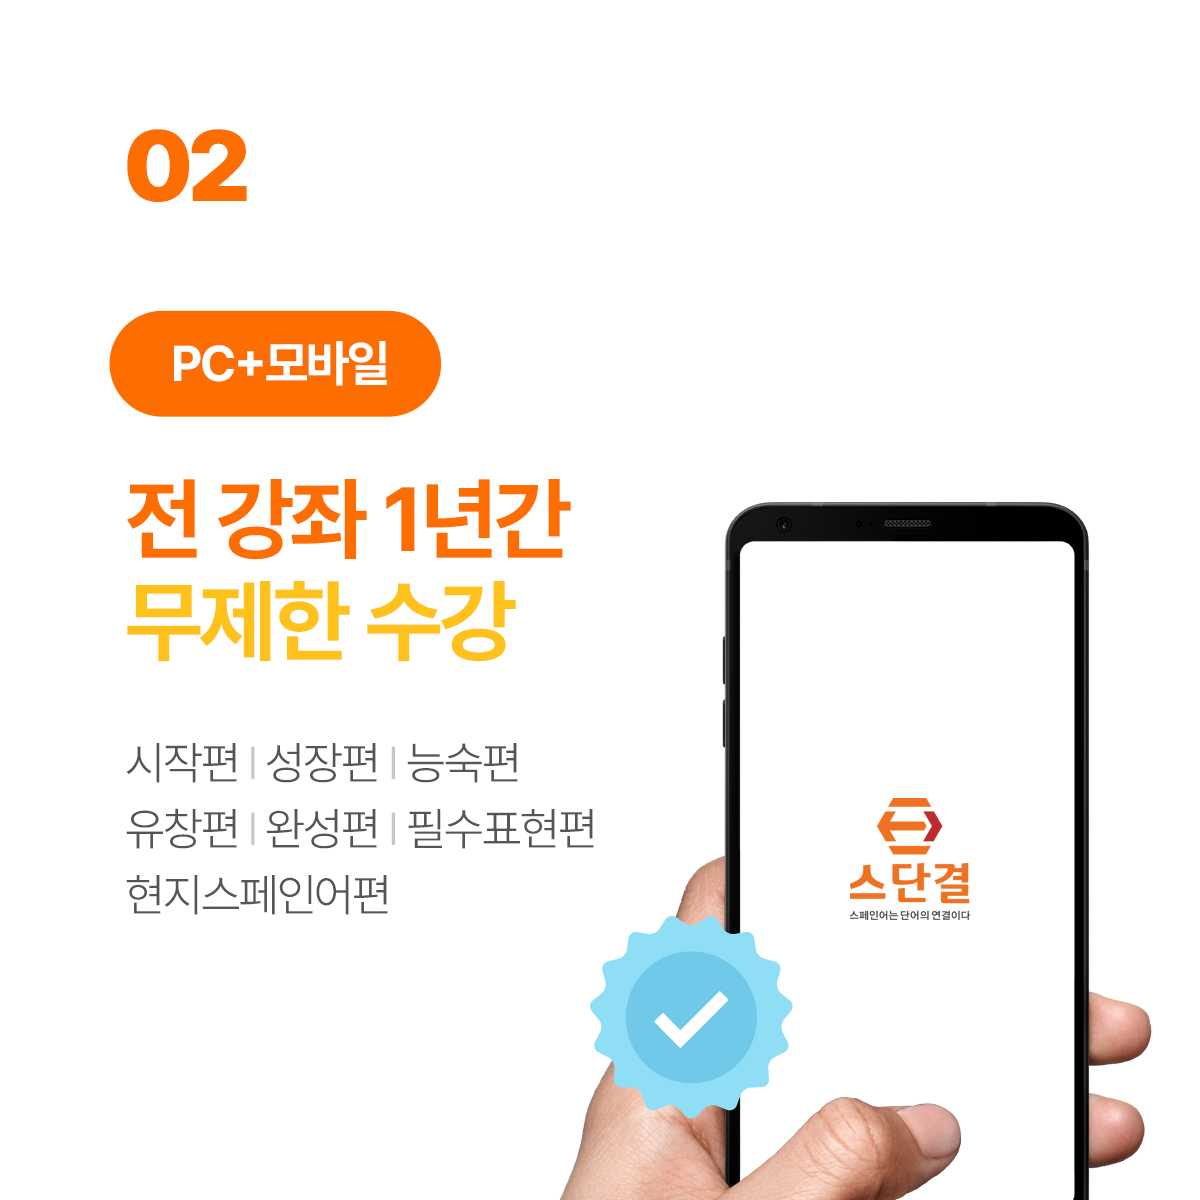 02
PC+모바일
전 강좌 1년간
무제한 수강
시작편 | 성장편 | 능숙편
유창편 | 완성편 | 필수표현편
현지스페인어편
스단결
스페인어는 단어의 연결이다